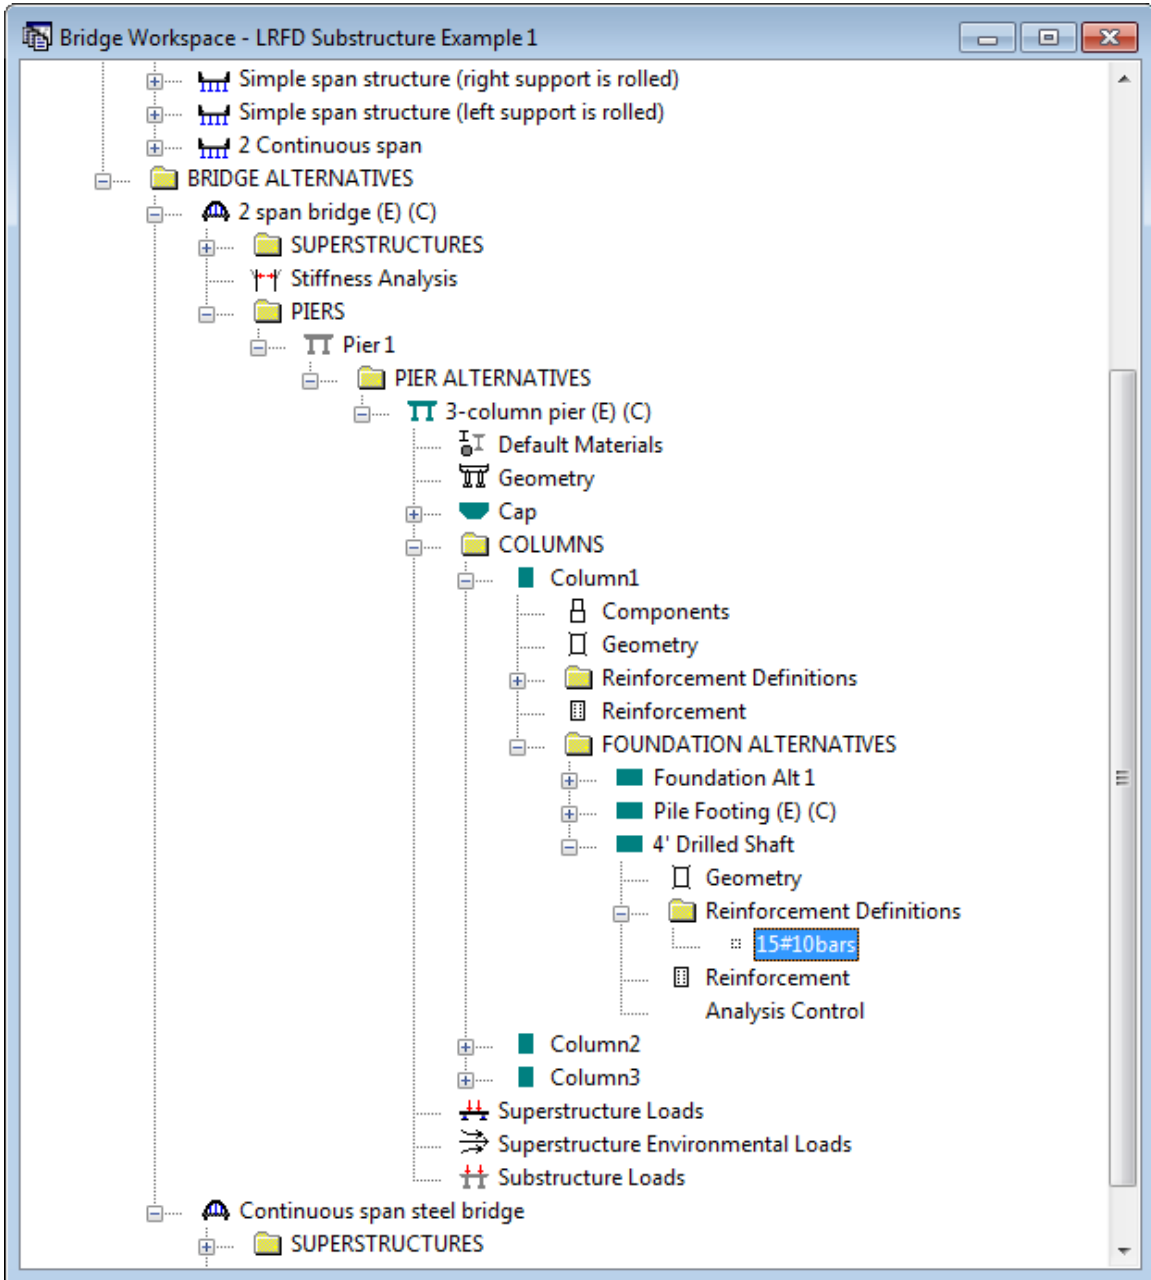 Bridge Workspace - LRFD Substructure Example 1
Simple span structure (right support is rolled)
Simple span structure (left support is rolled)
2 Continuous span
BRIDGE ALTERNATIVES
2 span bridge (E) (C)
SUPERSTRUCTURES
Stiffness Analysis
PIERS
Pier 1
PIER ALTERNATIVES
3-column pier (E) (C)
Default Materials
Geometry
Cap
COLUMNS
Column1
Components
Geometry
Reinforcement Definitions
Reinforcement
FOUNDATION ALTERNATIVES
Foundation Alt 1
Pile Footing (E) (C)
4' Drilled Shaft
Geometry
Reinforcement Definitions
15#10bars
Reinforcement
Analysis Control
Column2
Column3
Superstructure Loads
Superstructure Environmental Loads
Substructure Loads
Continuous span steel bridge
SUPERSTRUCTURES